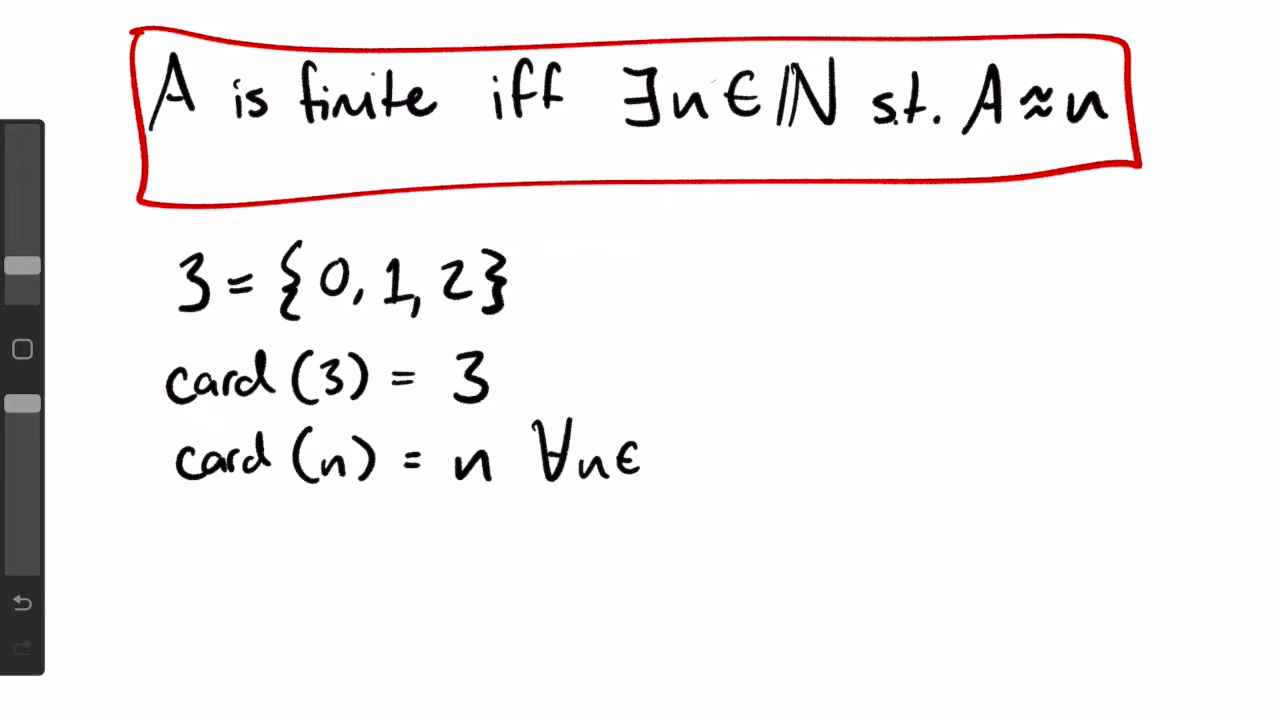 A is finite iff ∃n∈ℕ s.t. A≈n
3 = {0, 1, 2}
card (3) = 3
card (n) = n ∀n∈